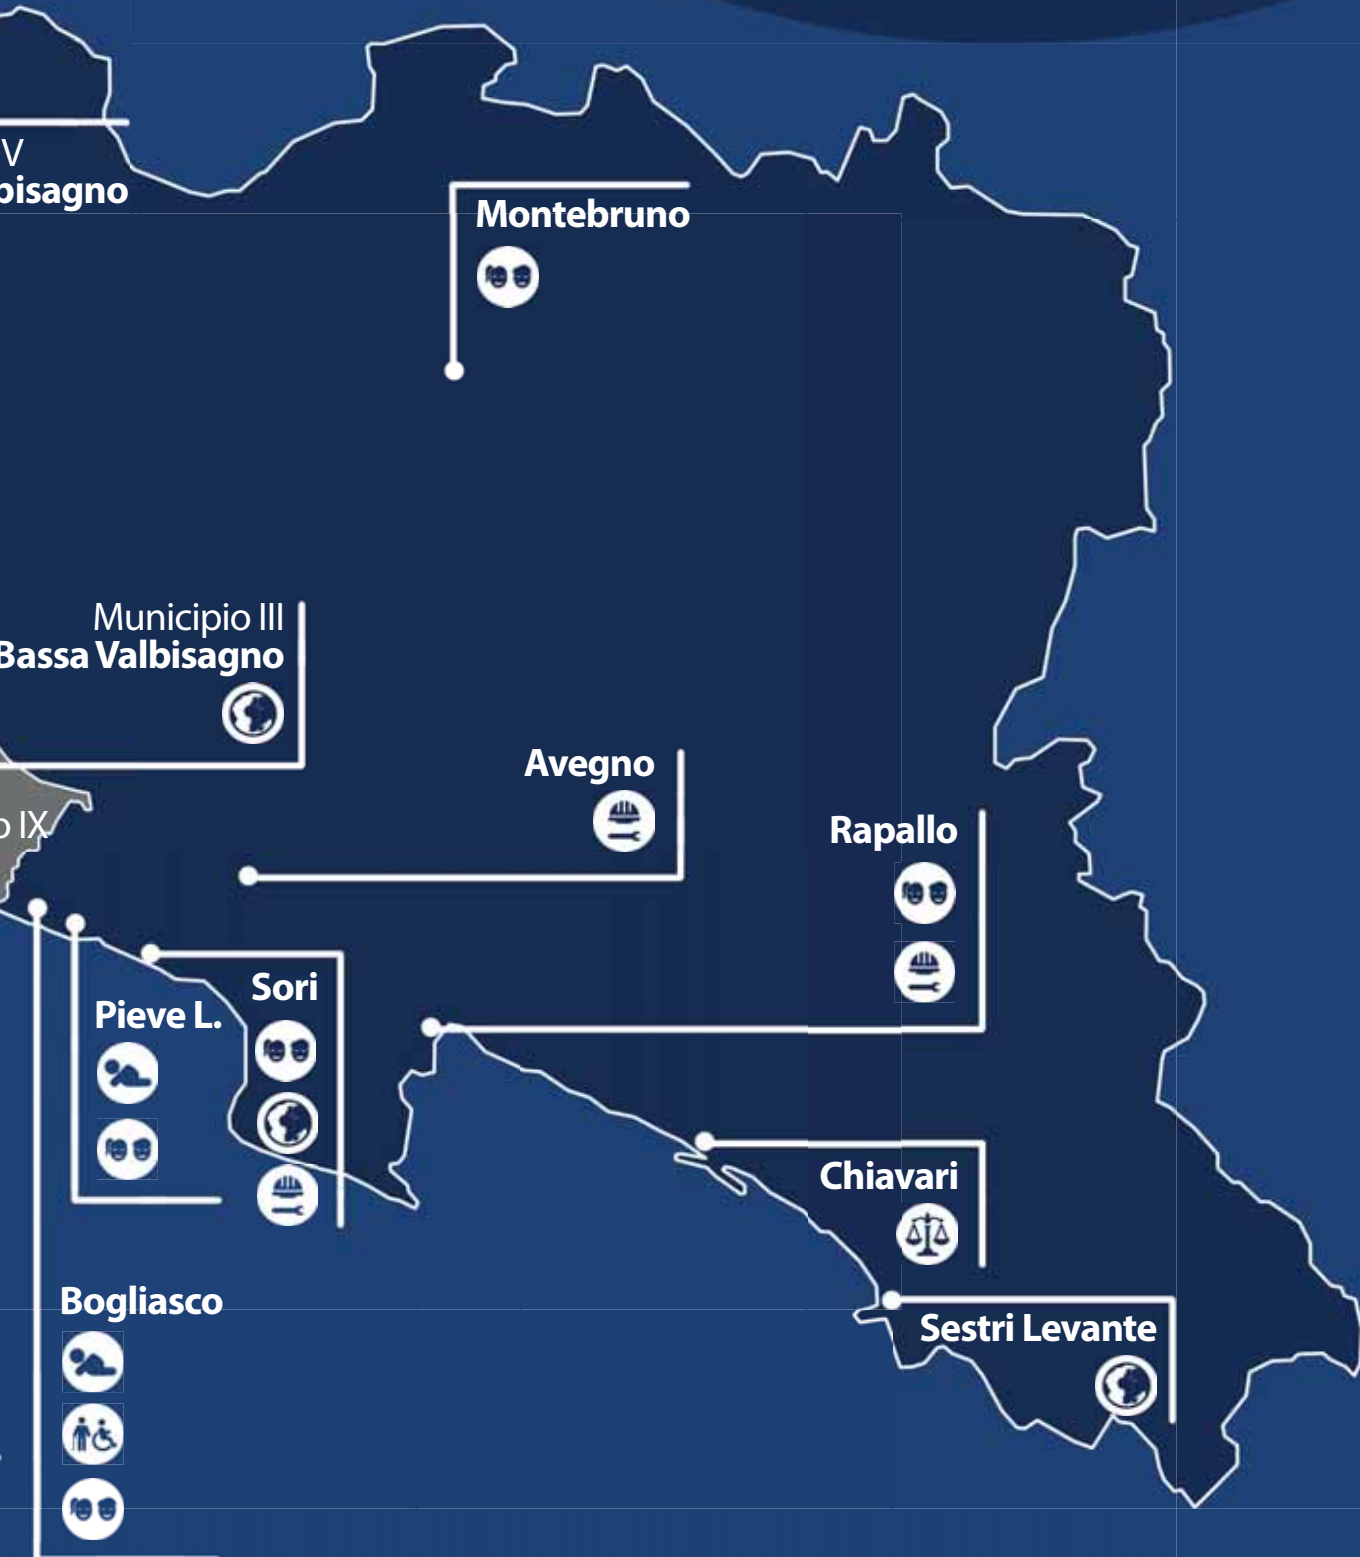 V
bisagno
Montebruno
Municipio III
Bassa Valbisagno
Avegno
Rapallo
o IX
Sori
Pieve L.
Chiavari
Bogliasco
Sestri Levante